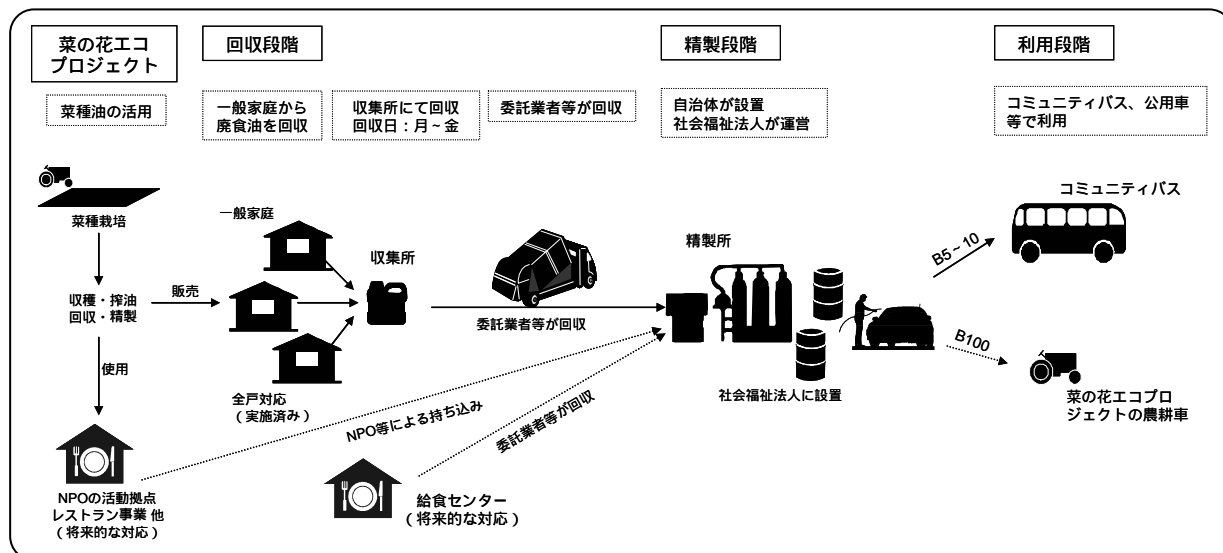 菜の花エコ
プロジェクト
回収段階
精製段階
利用段階
菜種油の活用
一般家庭から
廃食油を回収
収集所にて回収
回収日：月～金
委託業者等が回収
自治体が設置
社会福祉法人が運営
コミュニティバス、公用車
等で利用
菜種栽培
収穫・搾油
回収・精製
販売
使用
NPOの活動拠点
レストラン事業 他
（将来的な対応）
一般家庭
全戸対応
（実施済み）
収集所
委託業者等が回収
NPO等による持ち込み
委託業者等が回収
給食センター
（将来的な対応）
精製所
社会福祉法人に設置
B5～10
B100
コミュニティバス
菜の花エコプロ
ジェクトの農耕車